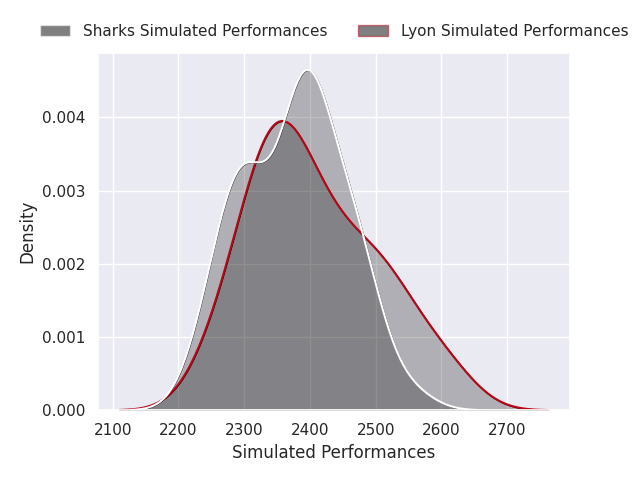 Sharks Simulated Performances Lyon Simulated Performances
0.004
0.003
0.002
0.001
0.000
Density
2100 2200 2300 2400 2500 2600 2700
Simulated Performances